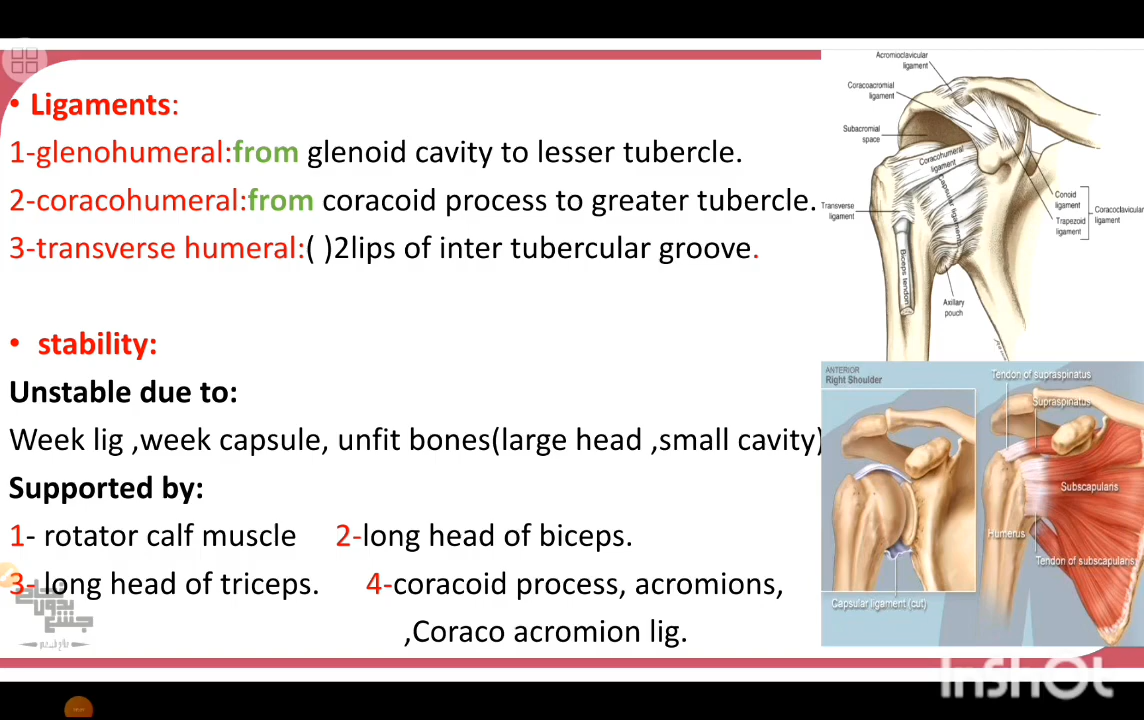 • Ligaments:
1-glenohumeral:from glenoid cavity to lesser tubercle.
2-coracohumeral:from coracoid process to greater tubercle.
3-transverse humeral:( )2lips of inter tubercular groove.
• stability:
Unstable due to:
Week lig ,week capsule, unfit bones(large head ,small cavity)
Supported by:
1- rotator calf muscle 2-long head of biceps.
3- long head of triceps. 4-coracoid process, acromions,
,Coraco acromion lig.
Acromioclavicular
ligament
Coracoacromial
ligament
Subacromial
space
Coracohumeral
ligament
Capsular ligaments
Transverse
ligament
Biceps tendon
Conoid
ligament
Trapezoid
ligament
Coracoclavicular
ligament
Axillary
pouch
ANTERIOR
Right Shoulder
Tendon of supraspinatus
Supraspinatus
Subscapularis
Humerus
Tendon of subscapularis
Capsular ligament (cut)
InShOt